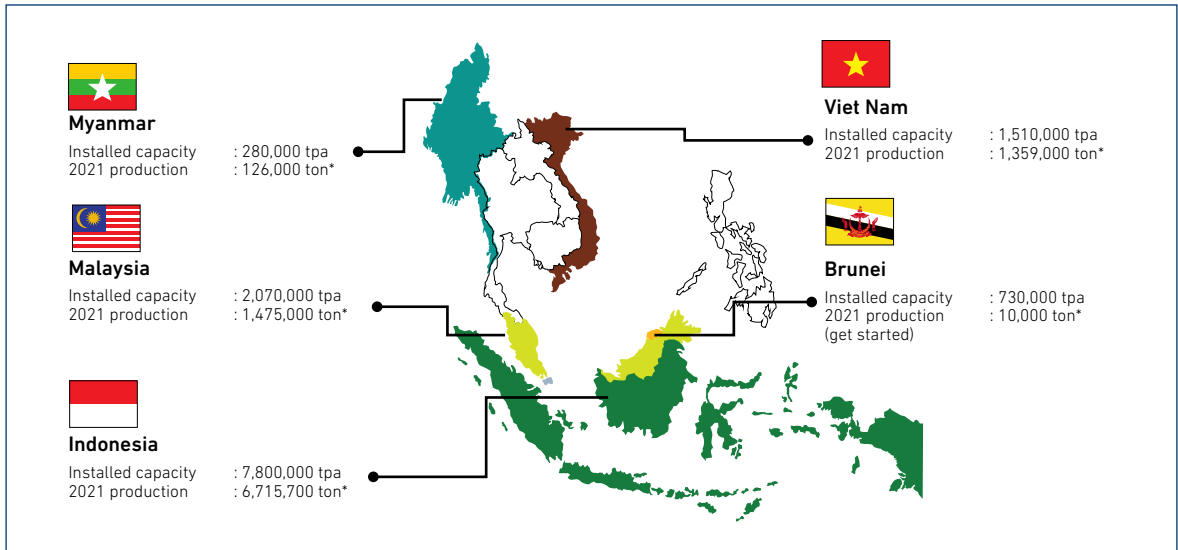 Myanmar
Installed capacity : 280,000 tpa
2021 production : 126,000 ton*
Malaysia
Installed capacity : 2,070,000 tpa
2021 production : 1,475,000 ton*
Indonesia
Installed capacity : 7,800,000 tpa
2021 production : 6,715,700 ton*
Viet Nam
Installed capacity : 1,510,000 tpa
2021 production : 1,359,000 ton*
Brunei
Installed capacity : 730,000 tpa
2021 production : 10,000 ton*
(get started)